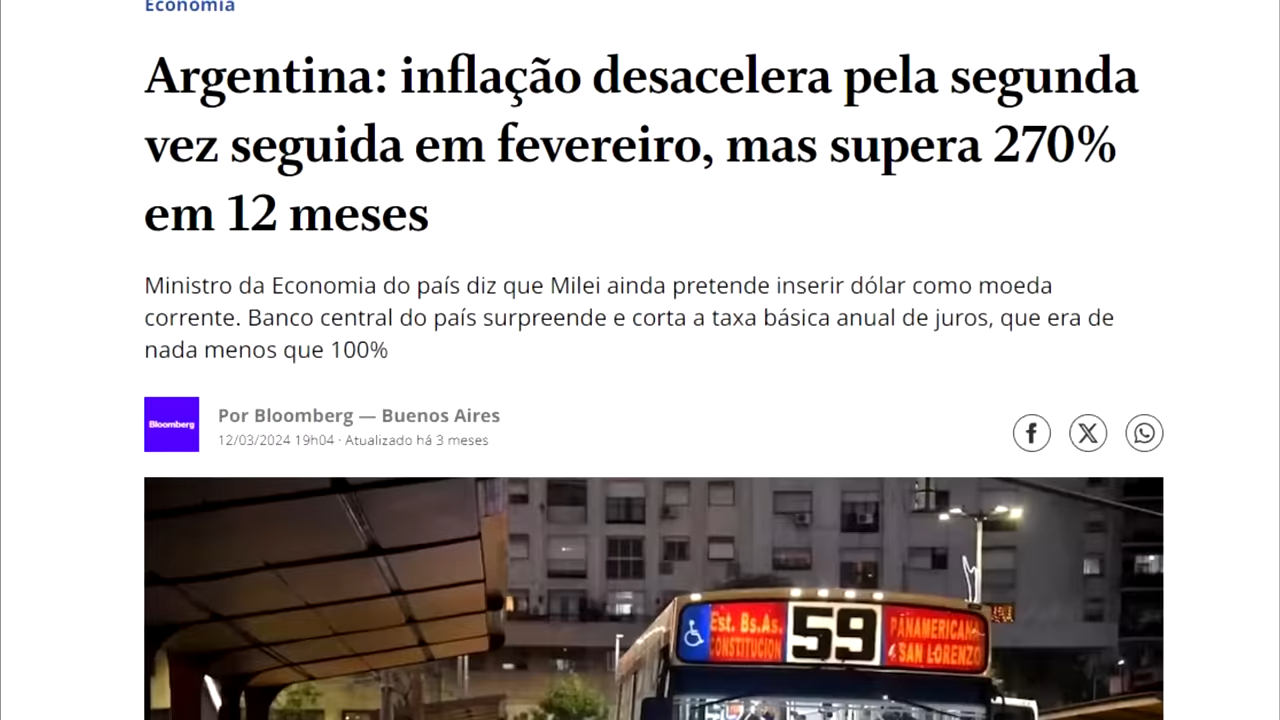 Economia
Argentina: inflação desacelera pela segunda
vez seguida em fevereiro, mas supera 270%
em 12 meses
Ministro da Economia do país diz que Milei ainda pretende inserir dólar como moeda
corrente. Banco central do país surpreende e corta a taxa básica anual de juros, que era de
nada menos que 100%
Bloomberg
Por Bloomberg — Buenos Aires
12/03/2024 19h04 · Atualizado há 3 meses
Est. Bs.As.
CONSTITUCION
59
PANAMERICANA
SAN LORENZO